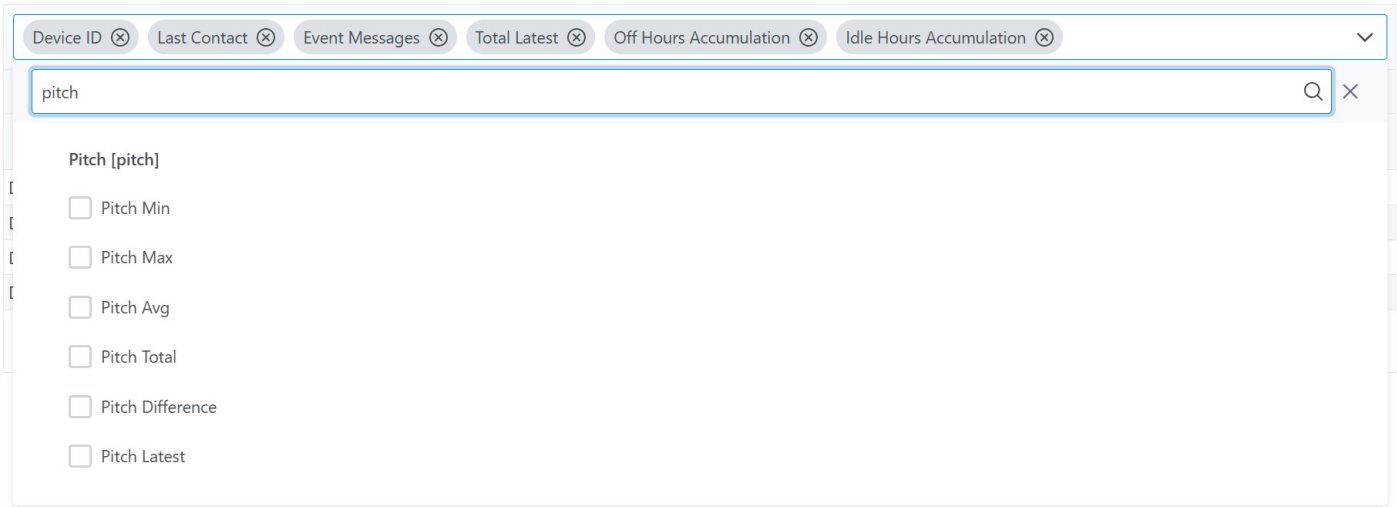 Device ID Last Contact Event Messages Total Latest Off Hours Accumulation Idle Hours Accumulation
pitch
Pitch [pitch]
Pitch Min
Pitch Max
Pitch Avg
Pitch Total
Pitch Difference
Pitch Latest